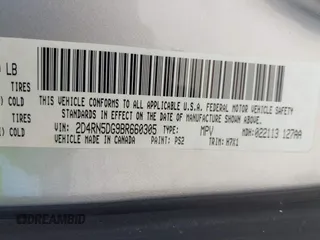 LB
TIRES
COLD
TIRES
) COLD
THIS VEHICLE CONFORMS TO ALL APPLICABLE U.S.A. FEDERAL MOTOR VEHICLE SAFETY
STANDARDS IN EFFECT ON THE DATE OF MANUFACTURE SHOWN ABOVE.
VIN: 2D4RN5DG9BR660305 TYPE: MPV MDH: 022113 127AA
VEHICLE MADE IN CANADA PAINT: PS2 TRIM: H7X1
© DREAMBID